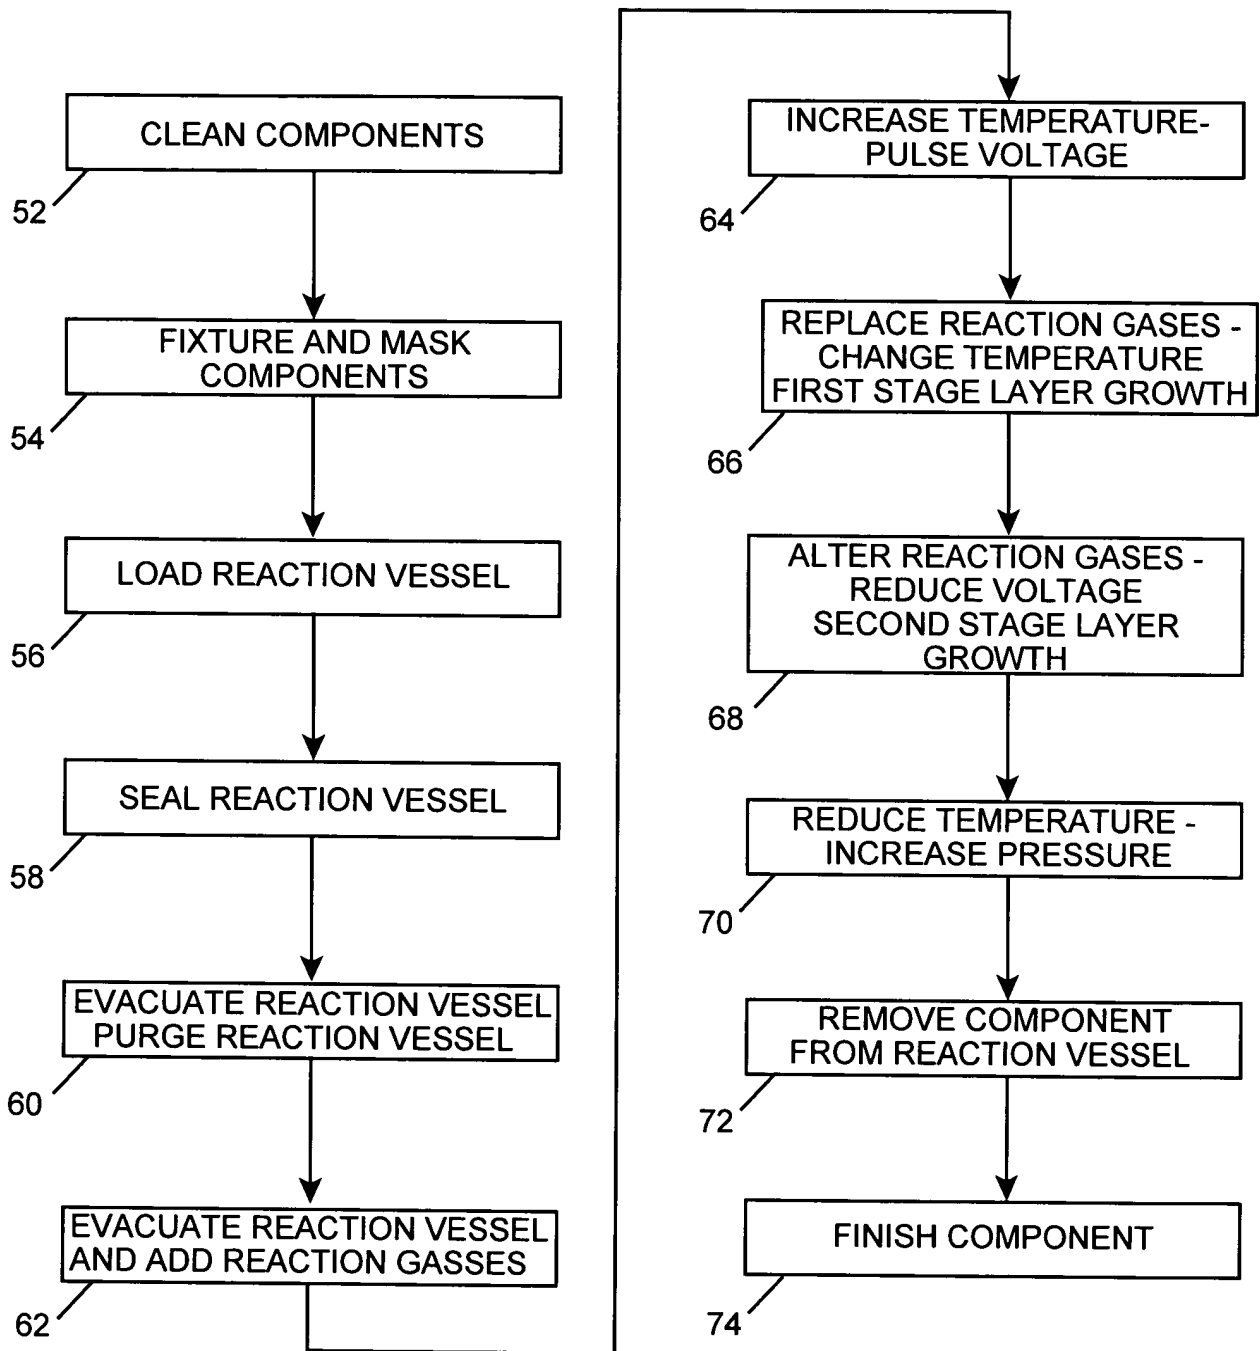 CLEAN COMPONENTS
52
FIXTURE AND MASK
COMPONENTS
54
LOAD REACTION VESSEL
56
SEAL REACTION VESSEL
58
EVACUATE REACTION VESSEL
PURGE REACTION VESSEL
60
EVACUATE REACTION VESSEL
AND ADD REACTION GASSES
62
INCREASE TEMPERATURE-
PULSE VOLTAGE
64
REPLACE REACTION GASES -
CHANGE TEMPERATURE
FIRST STAGE LAYER GROWTH
66
ALTER REACTION GASES -
REDUCE VOLTAGE
SECOND STAGE LAYER
GROWTH
68
REDUCE TEMPERATURE -
INCREASE PRESSURE
70
REMOVE COMPONENT
FROM REACTION VESSEL
72
FINISH COMPONENT
74